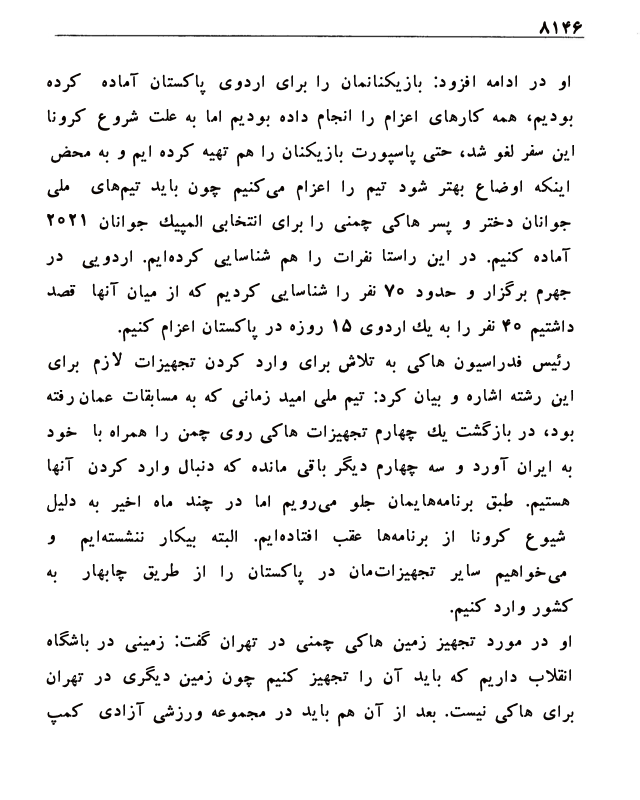 ۸۱۴۶
او در ادامه افزود: بازیکنانمان را برای اردوی پاکستان آماده کرده
بودیم، همه کارهای اعزام را انجام داده بودیم اما به علت شروع کرونا
این سفر لغو شد، حتی پاسپورت بازیکنان را هم تهیه کرده ایم و به محض
اینکه اوضاع بهتر شود تیم را اعزام می‌کنیم چون باید تیم‌های ملی
جوانان دختر و پسر هاکی چمنی را برای انتخابی المپیك جوانان ۲۰۲۱
آماده کنیم. در این راستا نفرات را هم شناسایی کرده‌ایم. اردویی در
جهرم برگزار و حدود ۷۰ نفر را شناسایی کردیم که از میان آنها قصد
داشتیم ۴۰ نفر را به یك اردوی ۱۵ روزه در پاکستان اعزام کنیم.
رئیس فدراسیون هاکی به تلاش برای وارد کردن تجهیزات لازم برای
این رشته اشاره و بیان کرد: تیم ملی امید زمانی که به مسابقات عمان رفته
بود، در بازگشت یك چهارم تجهیزات هاکی روی چمن را همراه با خود
به ایران آورد و سه چهارم دیگر باقی مانده که دنبال وارد کردن آنها
هستیم. طبق برنامه‌هایمان جلو می‌رویم اما در چند ماه اخیر به دلیل
شیوع کرونا از برنامه‌ها عقب افتاده‌ایم. البته بیکار ننشسته‌ایم و
می‌خواهیم سایر تجهیزات‌مان در پاکستان را از طریق چابهار به
کشور وارد کنیم.
او در مورد تجهیز زمین هاکی چمنی در تهران گفت: زمینی در باشگاه
انقلاب داریم که باید آن را تجهیز کنیم چون زمین دیگری در تهران
برای هاکی نیست. بعد از آن هم باید در مجموعه ورزشی آزادی کمپ